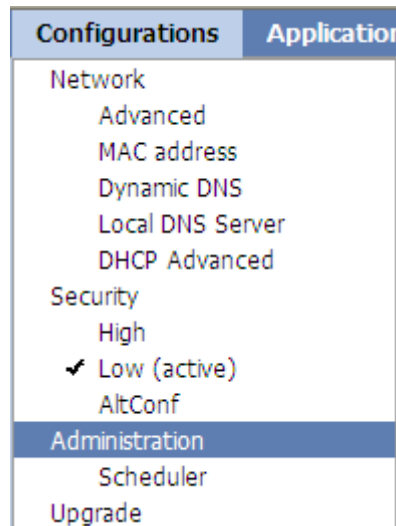 Configurations Application
Network
Advanced
MAC address
Dynamic DNS
Local DNS Server
DHCP Advanced
Security
High
✔ Low (active)
AltConf
Administration
Scheduler
Upgrade